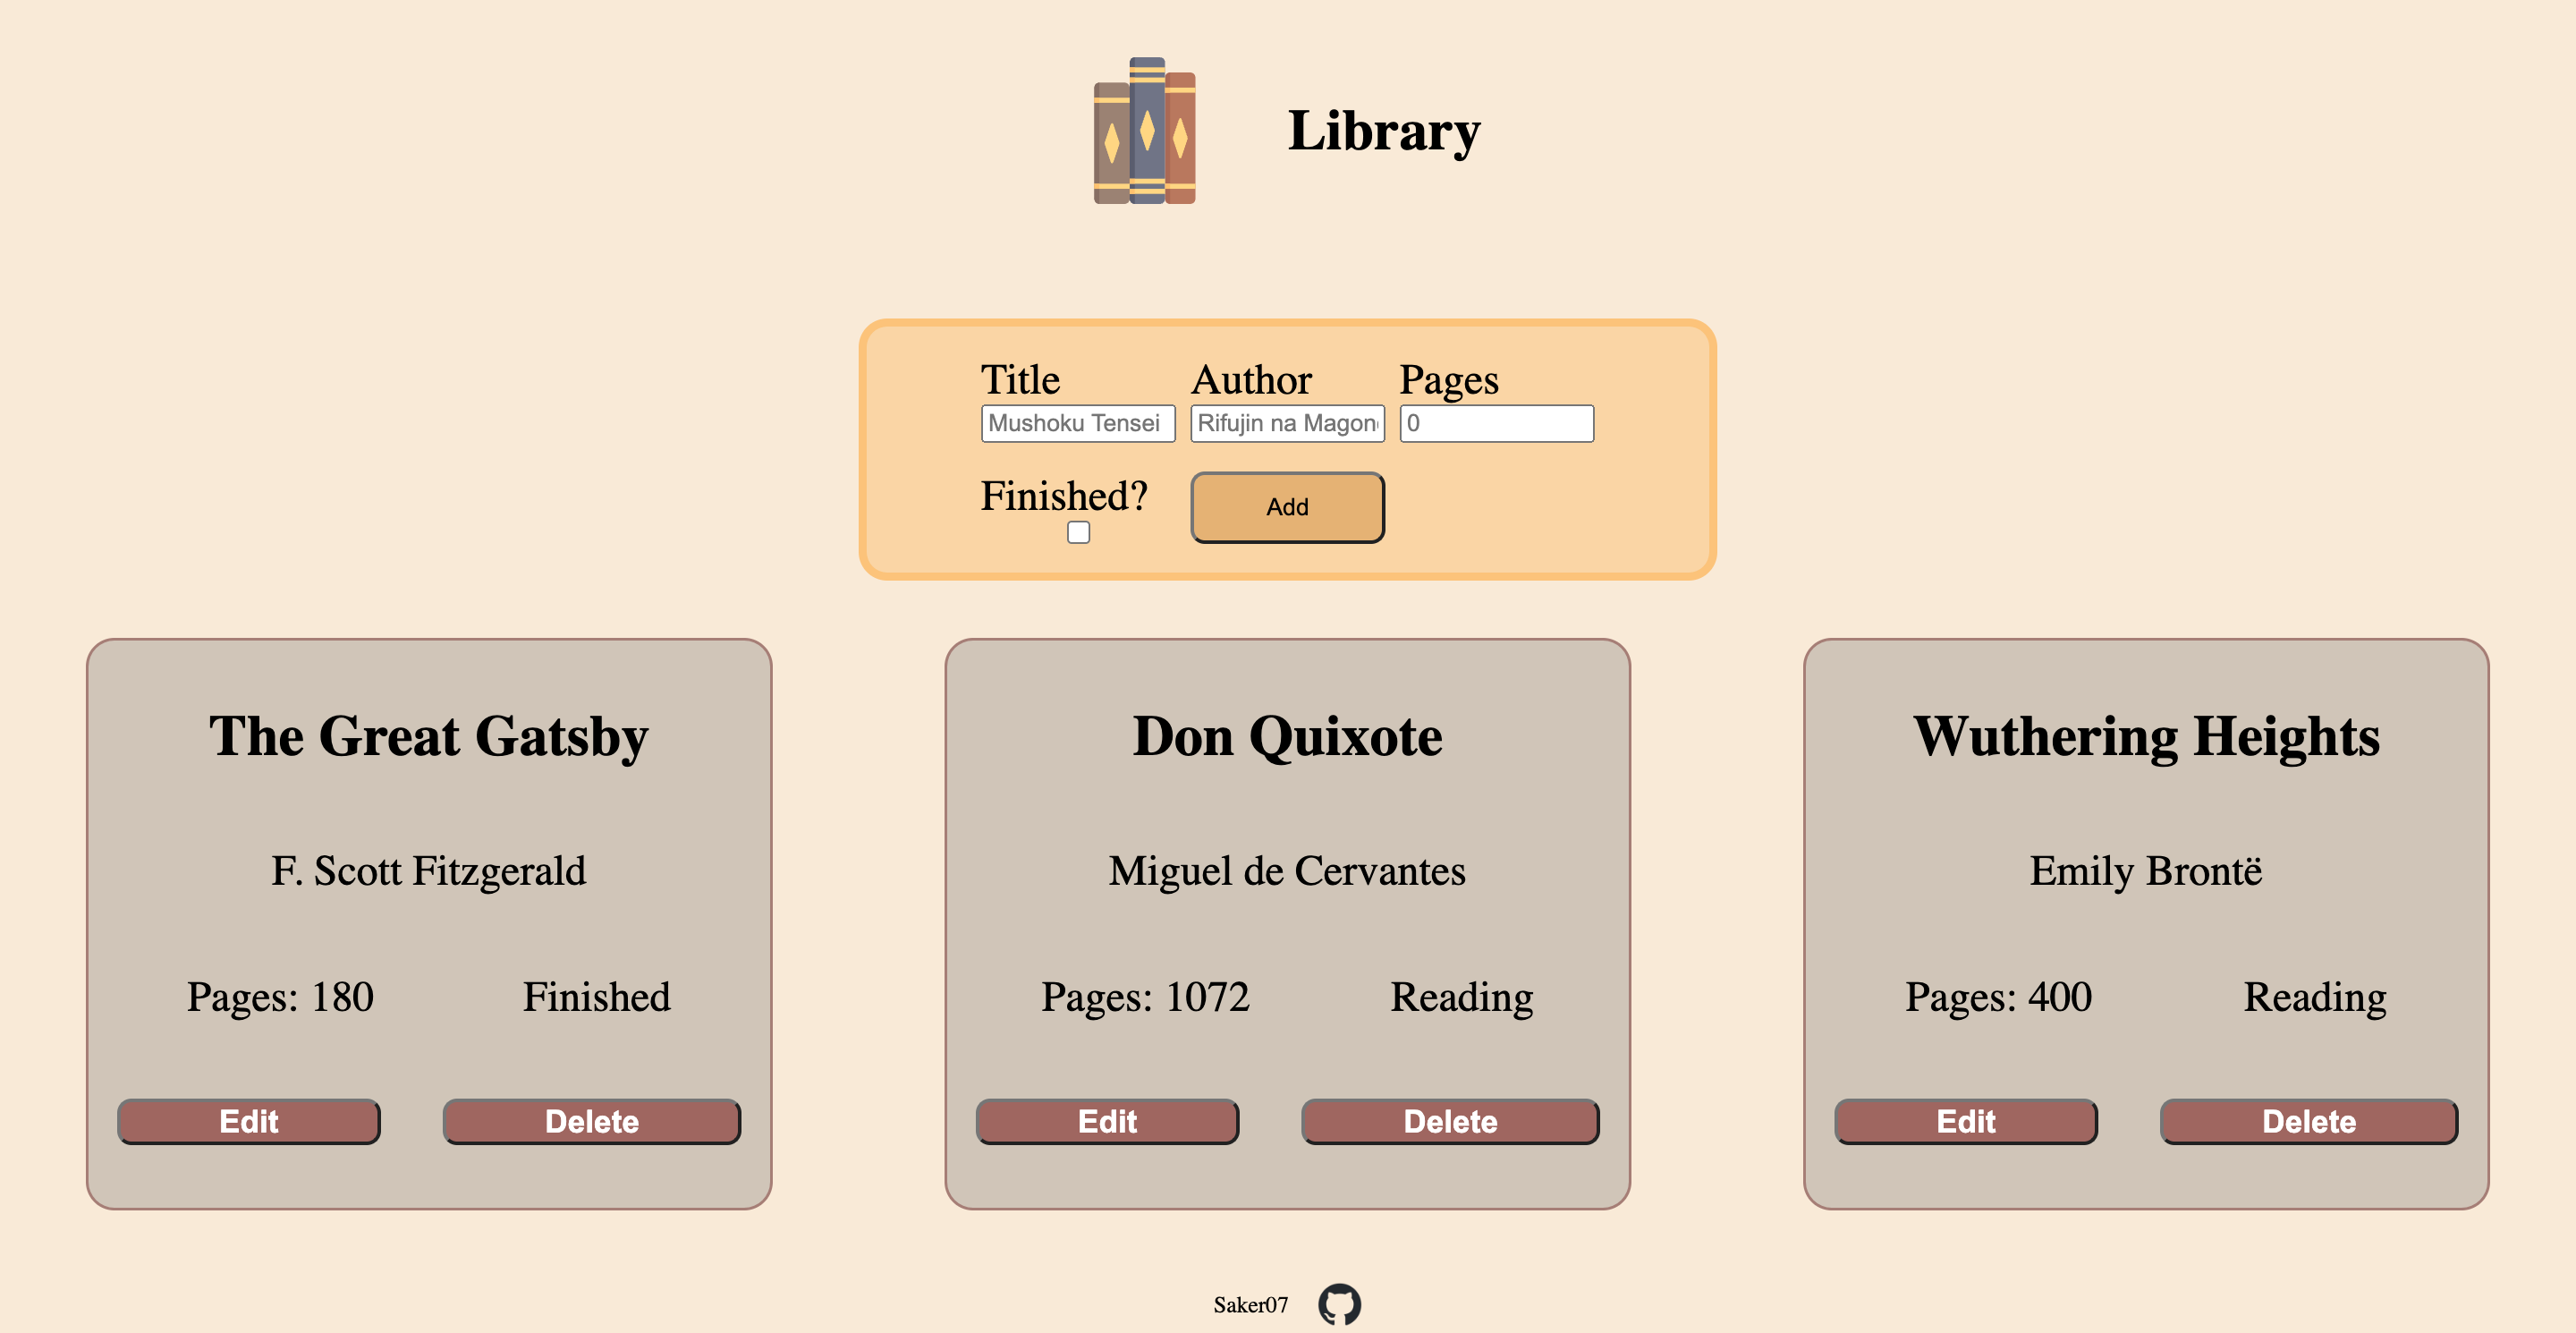 Library
Title Author Pages
Mushoku Tensei Rifujin na Magon 0
Finished?
Add
The Great Gatsby
F. Scott Fitzgerald
Pages: 180 Finished
Edit Delete
Don Quixote
Miguel de Cervantes
Pages: 1072 Reading
Edit Delete
Wuthering Heights
Emily Brontë
Pages: 400 Reading
Edit Delete
Saker07